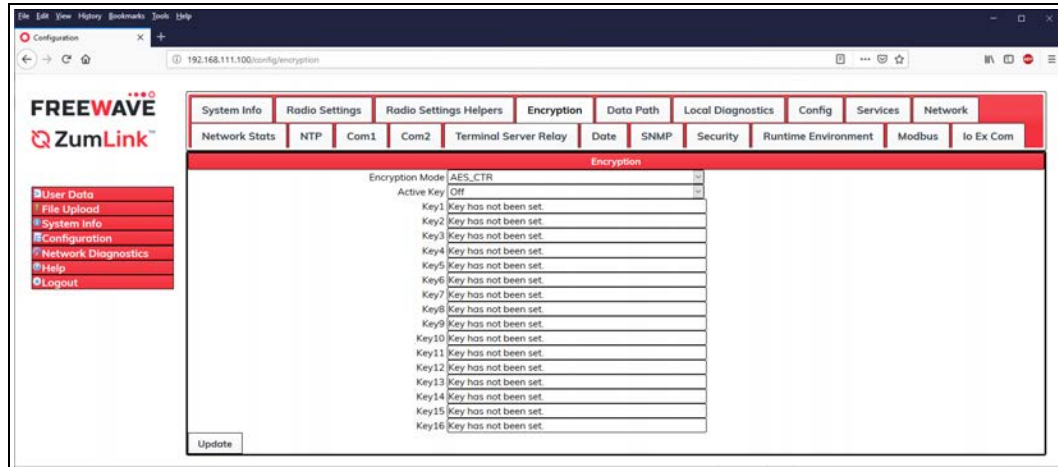 File Edit View History Bookmarks Tools Help
Configuration
192.168.111.100/config/encryption
FREEWAVE
ZumLink™
System Info Radio Settings Radio Settings Helpers Encryption Data Path Local Diagnostics Config Services Network
Network Stats NTP Com1 Com2 Terminal Server Relay Date SNMP Security Runtime Environment Modbus Io Ex Com
User Data
File Upload
System Info
Configuration
Network Diagnostics
Help
Logout
Encryption
Encryption Mode AES_CTR
Active Key Off
Key1 Key has not been set.
Key2 Key has not been set.
Key3 Key has not been set.
Key4 Key has not been set.
Key5 Key has not been set.
Key6 Key has not been set.
Key7 Key has not been set.
Key8 Key has not been set.
Key9 Key has not been set.
Key10 Key has not been set.
Key11 Key has not been set.
Key12 Key has not been set.
Key13 Key has not been set.
Key14 Key has not been set.
Key15 Key has not been set.
Key16 Key has not been set.
Update